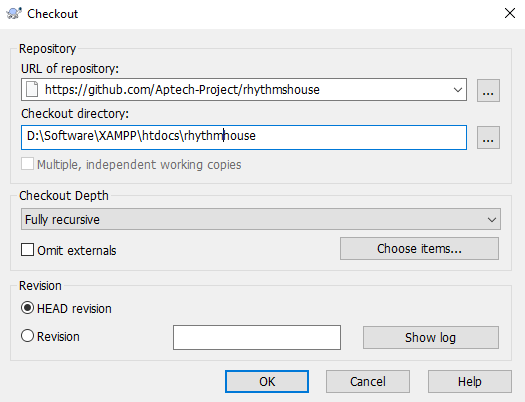 Checkout
Repository
URL of repository:
https://github.com/Aptech-Project/rhythmshouse
...
Checkout directory:
D:\Software\XAMPP\htdocs\rhythmhouse
...
Multiple, independent working copies
Checkout Depth
Fully recursive
Omit externals
Choose items...
Revision
HEAD revision
Revision
Show log
OK
Cancel
Help